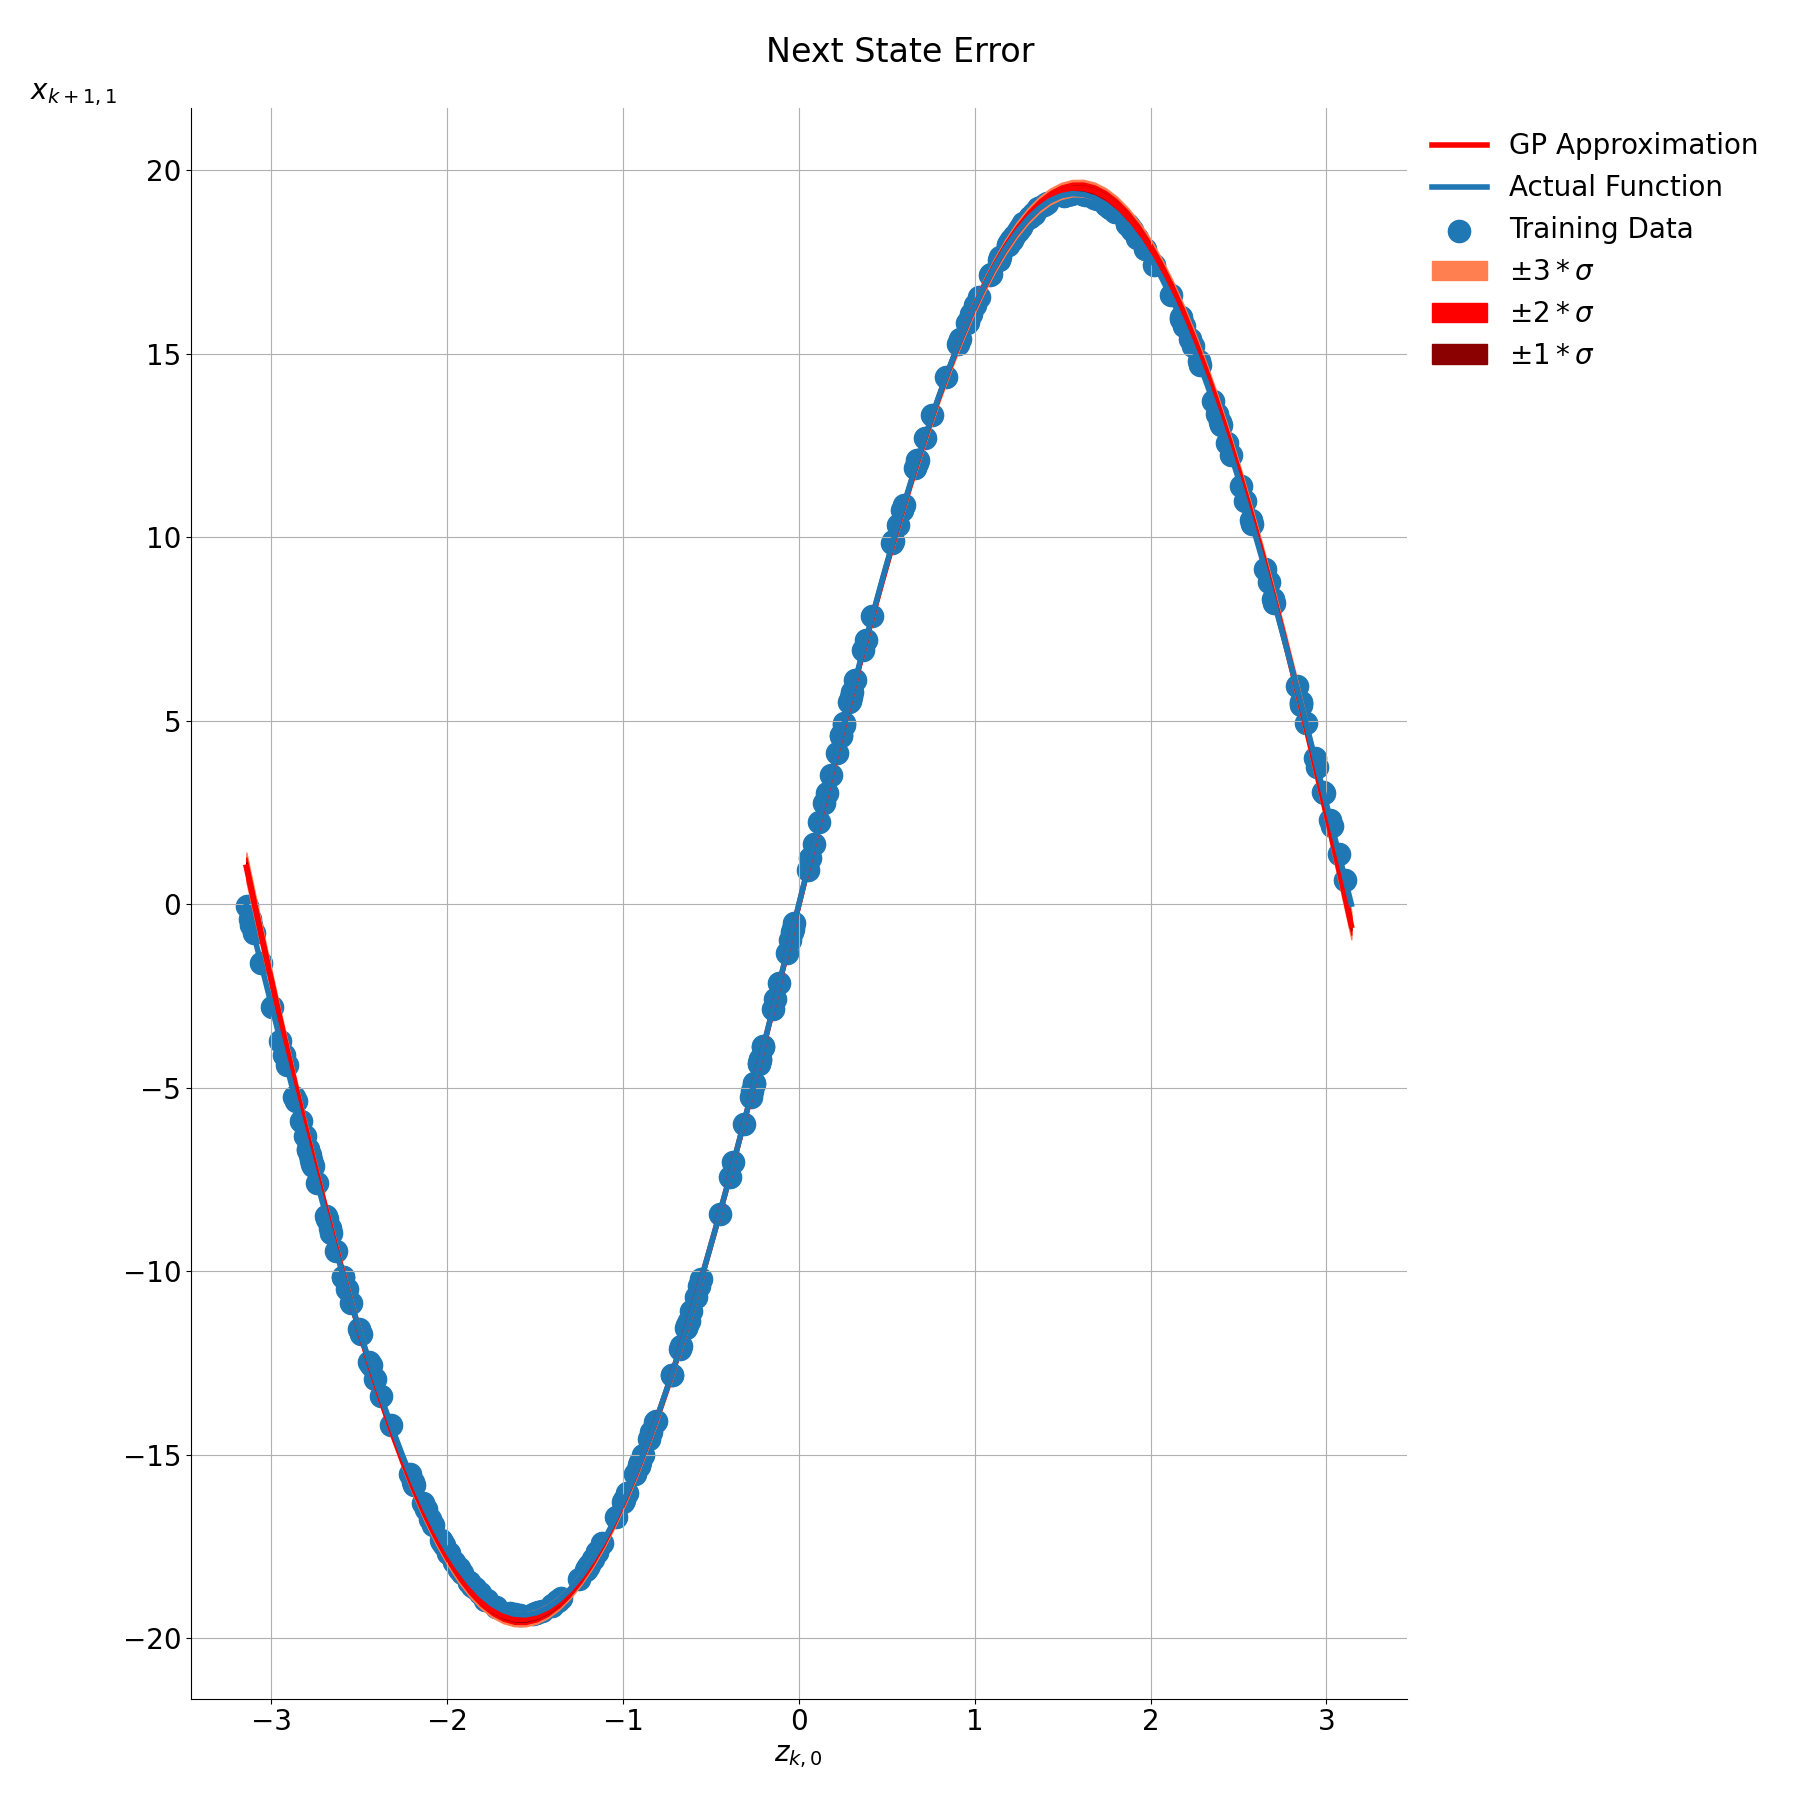 Next State Error
x_{k+1,1}
20
15
10
5
0
−5
−10
−15
−20
−3 −2 −1 0 1 2 3
z_{k,0}
GP Approximation
Actual Function
Training Data
±3 * σ
±2 * σ
±1 * σ